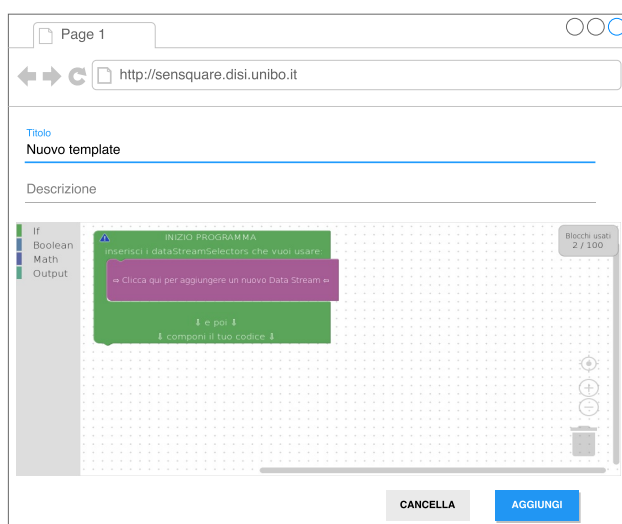 Page 1
http://sensquare.disi.unibo.it
Titolo
Nuovo template
Descrizione
If
Boolean
Math
Output
INIZIO PROGRAMMA
inserisci i dataStreamSelectors che vuoi usare:
⇨ Clicca qui per aggiungere un nuovo Data Stream ⇦
⇩ e poi ⇩
⇩ componi il tuo codice ⇩
Blocchi usati
2 / 100
CANCELLA
AGGIUNGI